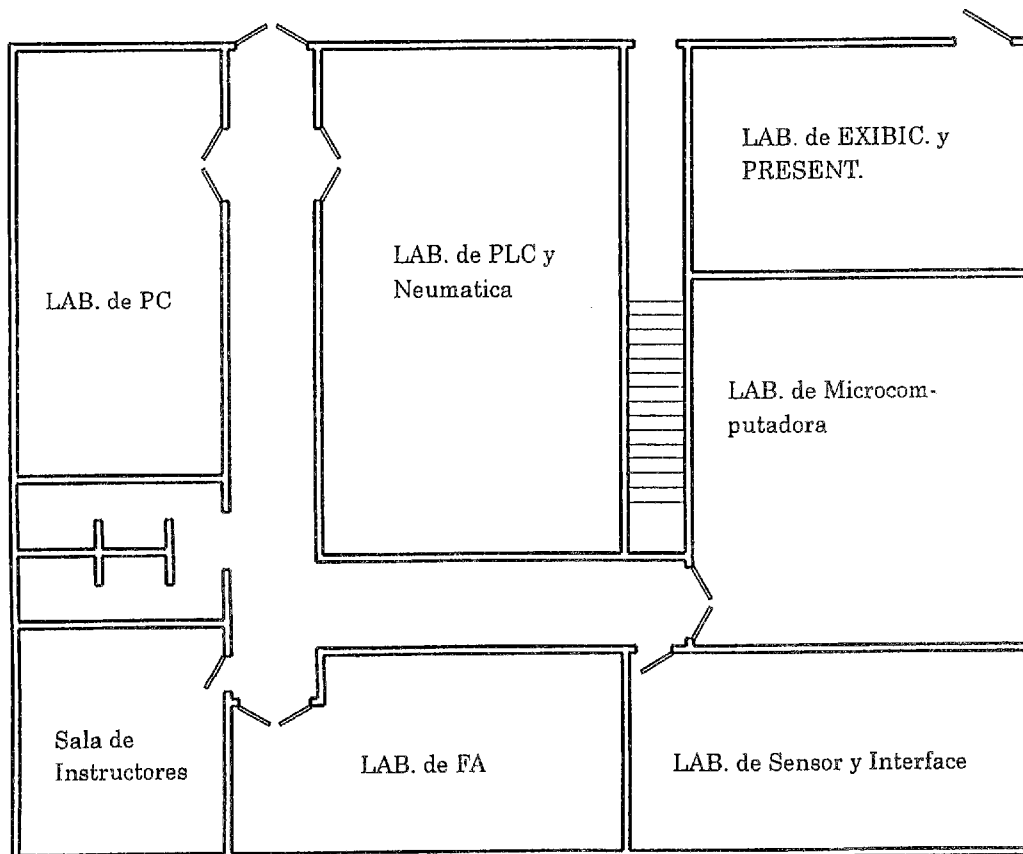 LAB. de EXIBIC. y
PRESENT.
LAB. de PLC y
Neumatica
LAB. de PC
LAB. de Microcom-
putadora
Sala de
Instructores
LAB. de FA
LAB. de Sensor y Interface